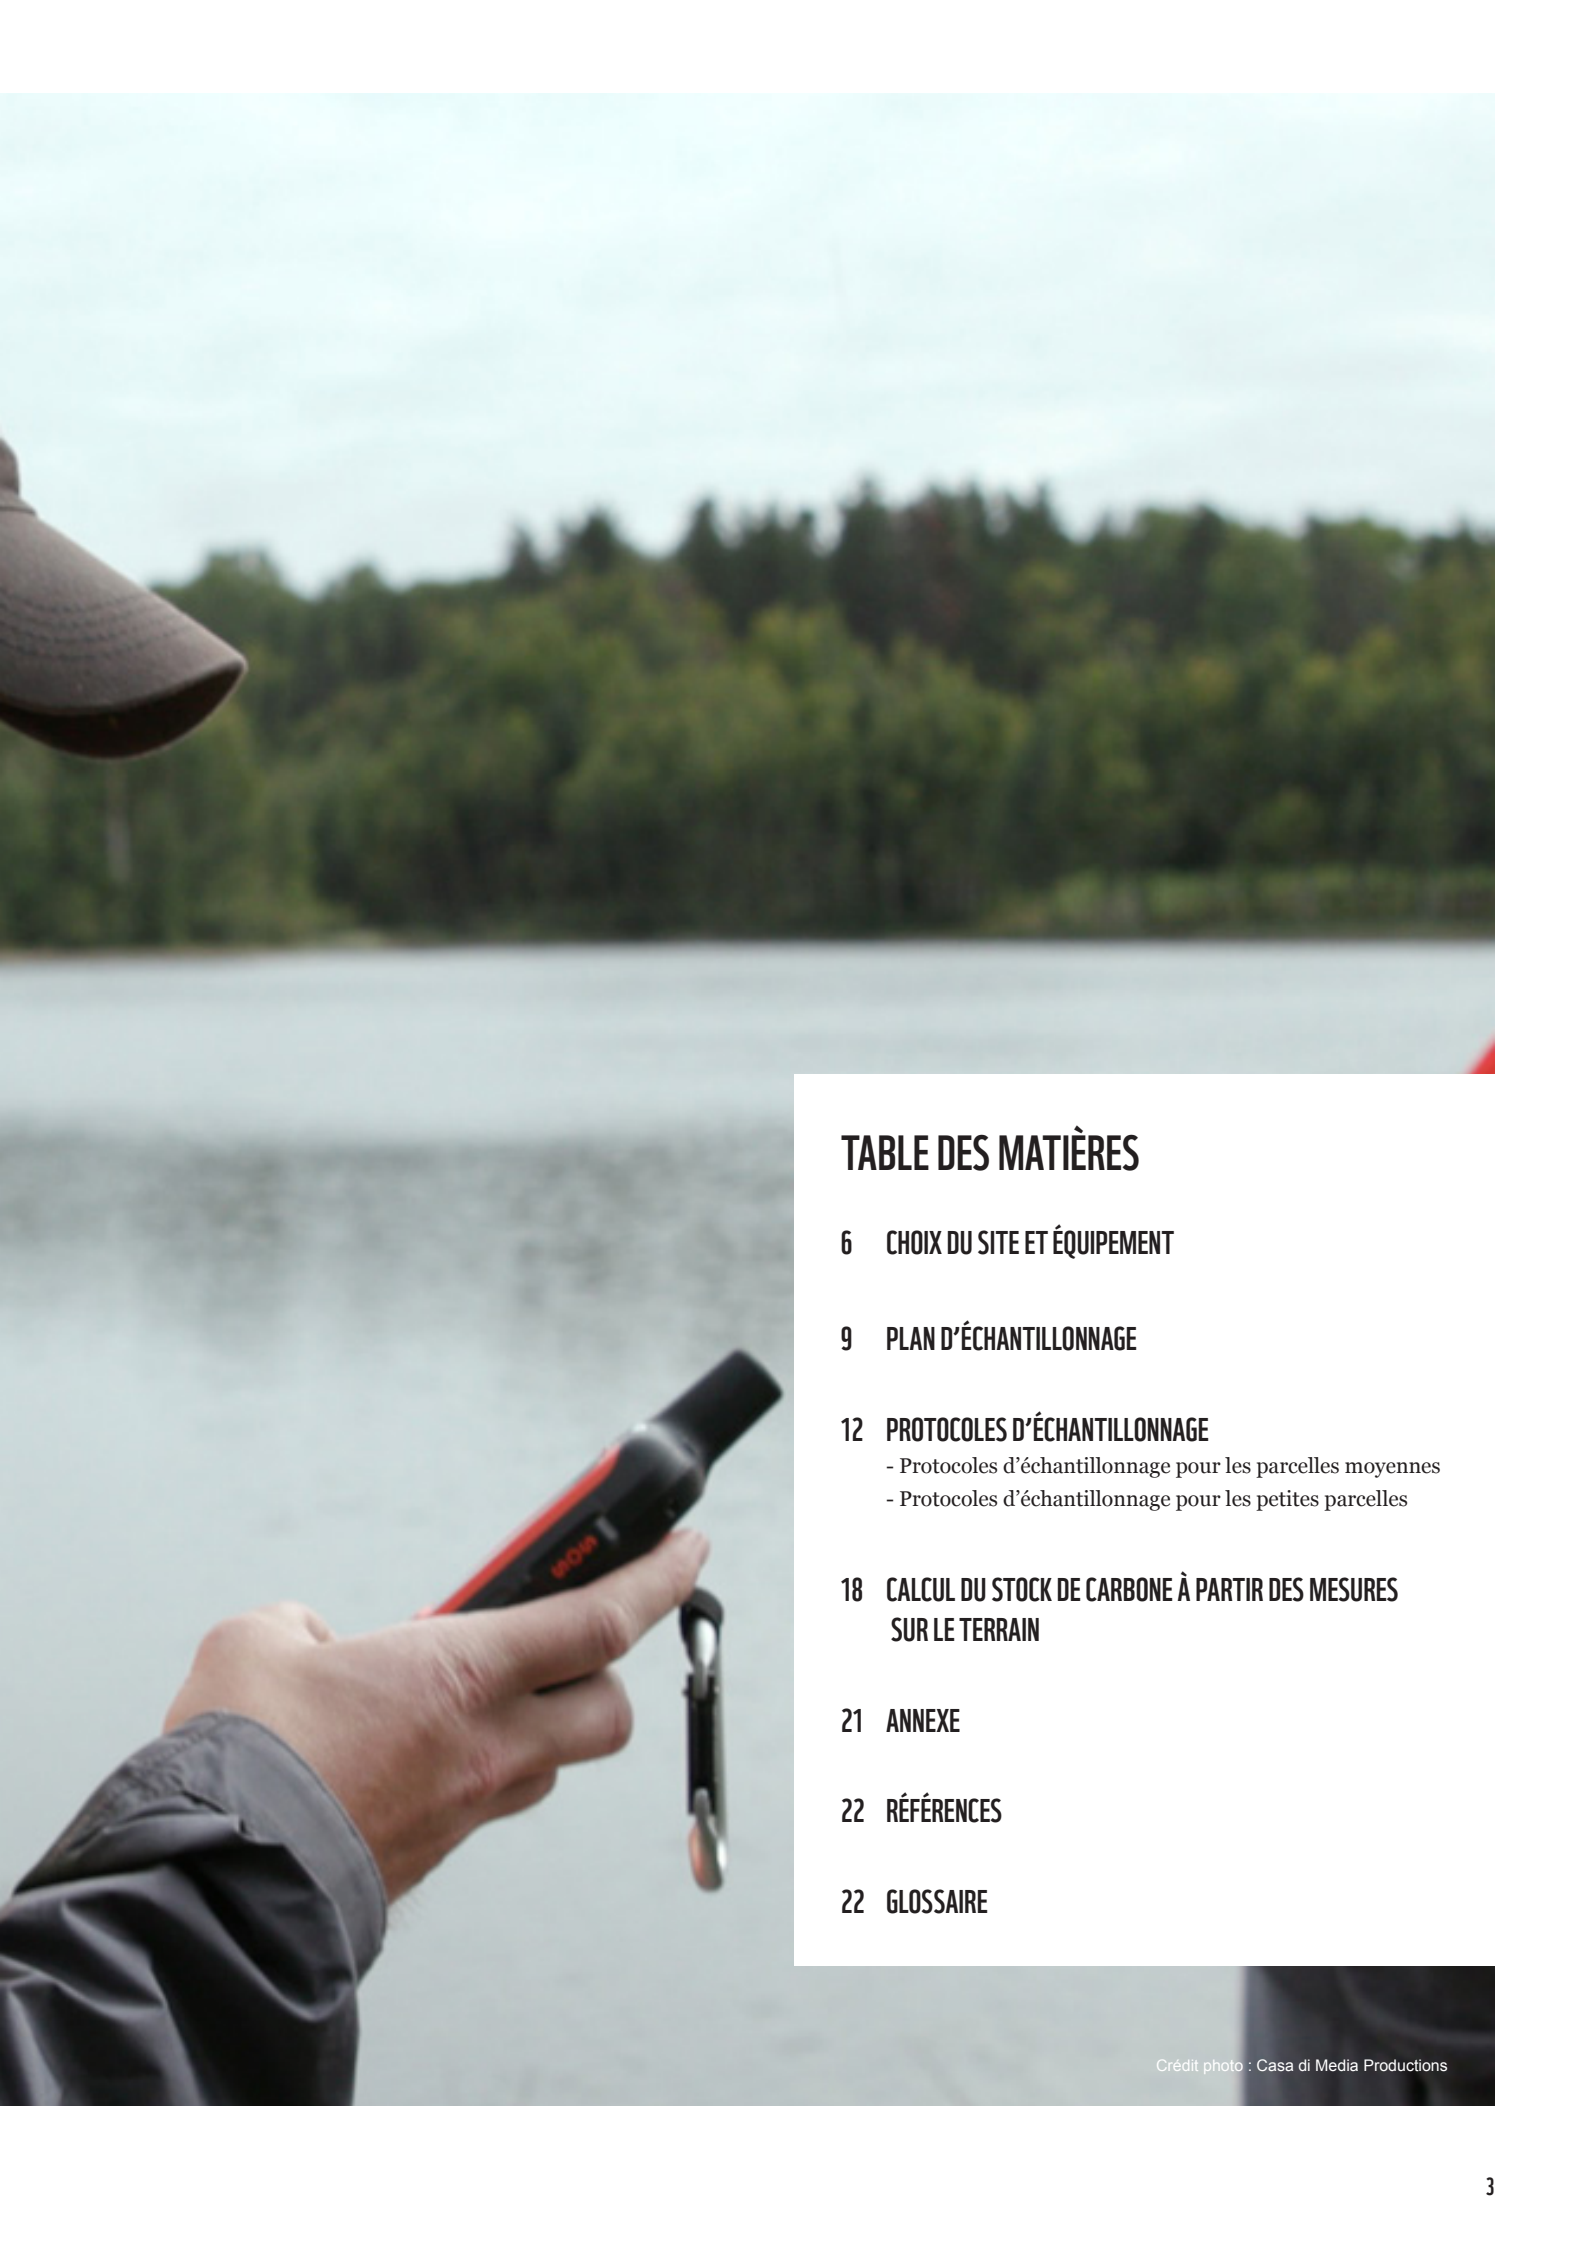 TABLE DES MATIÈRES
6 CHOIX DU SITE ET ÉQUIPEMENT
9 PLAN D’ÉCHANTILLONNAGE
12 PROTOCOLES D’ÉCHANTILLONNAGE
- Protocoles d’échantillonnage pour les parcelles moyennes
- Protocoles d’échantillonnage pour les petites parcelles
18 CALCUL DU STOCK DE CARBONE À PARTIR DES MESURES
SUR LE TERRAIN
21 ANNEXE
22 RÉFÉRENCES
22 GLOSSAIRE
SOS
Crédit photo : Casa di Media Productions
3